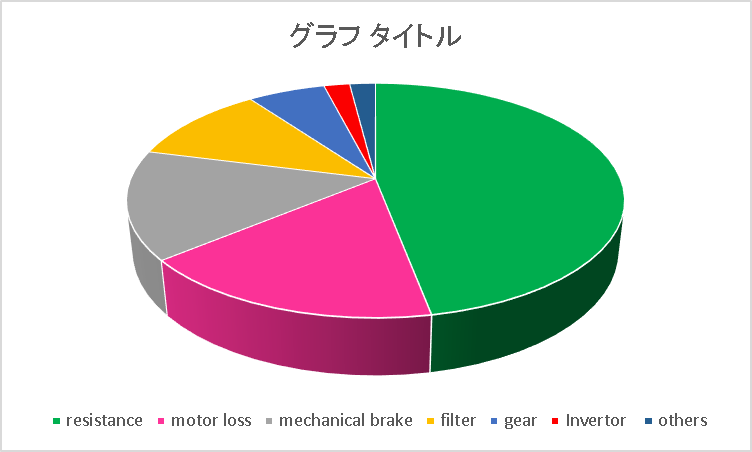 グラフ タイトル
resistance motor loss mechanical brake filter gear Invertor others